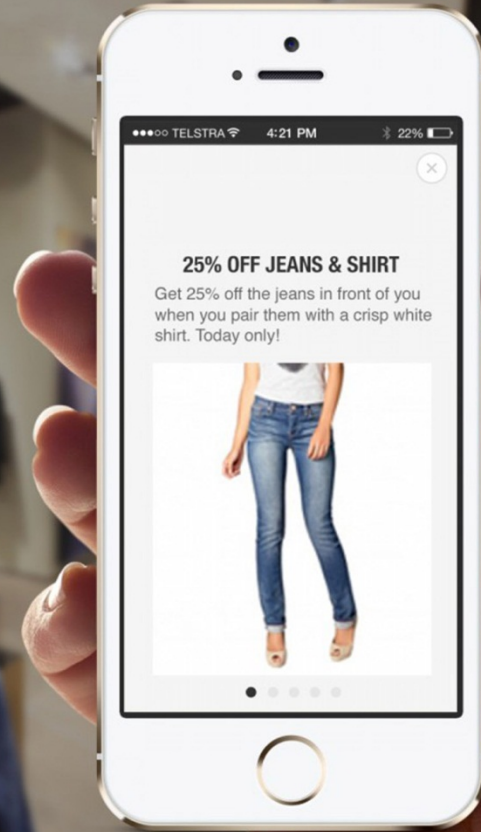 TELSTRA 4:21 PM 22%
25% OFF JEANS & SHIRT
Get 25% off the jeans in front of you
when you pair them with a crisp white
shirt. Today only!